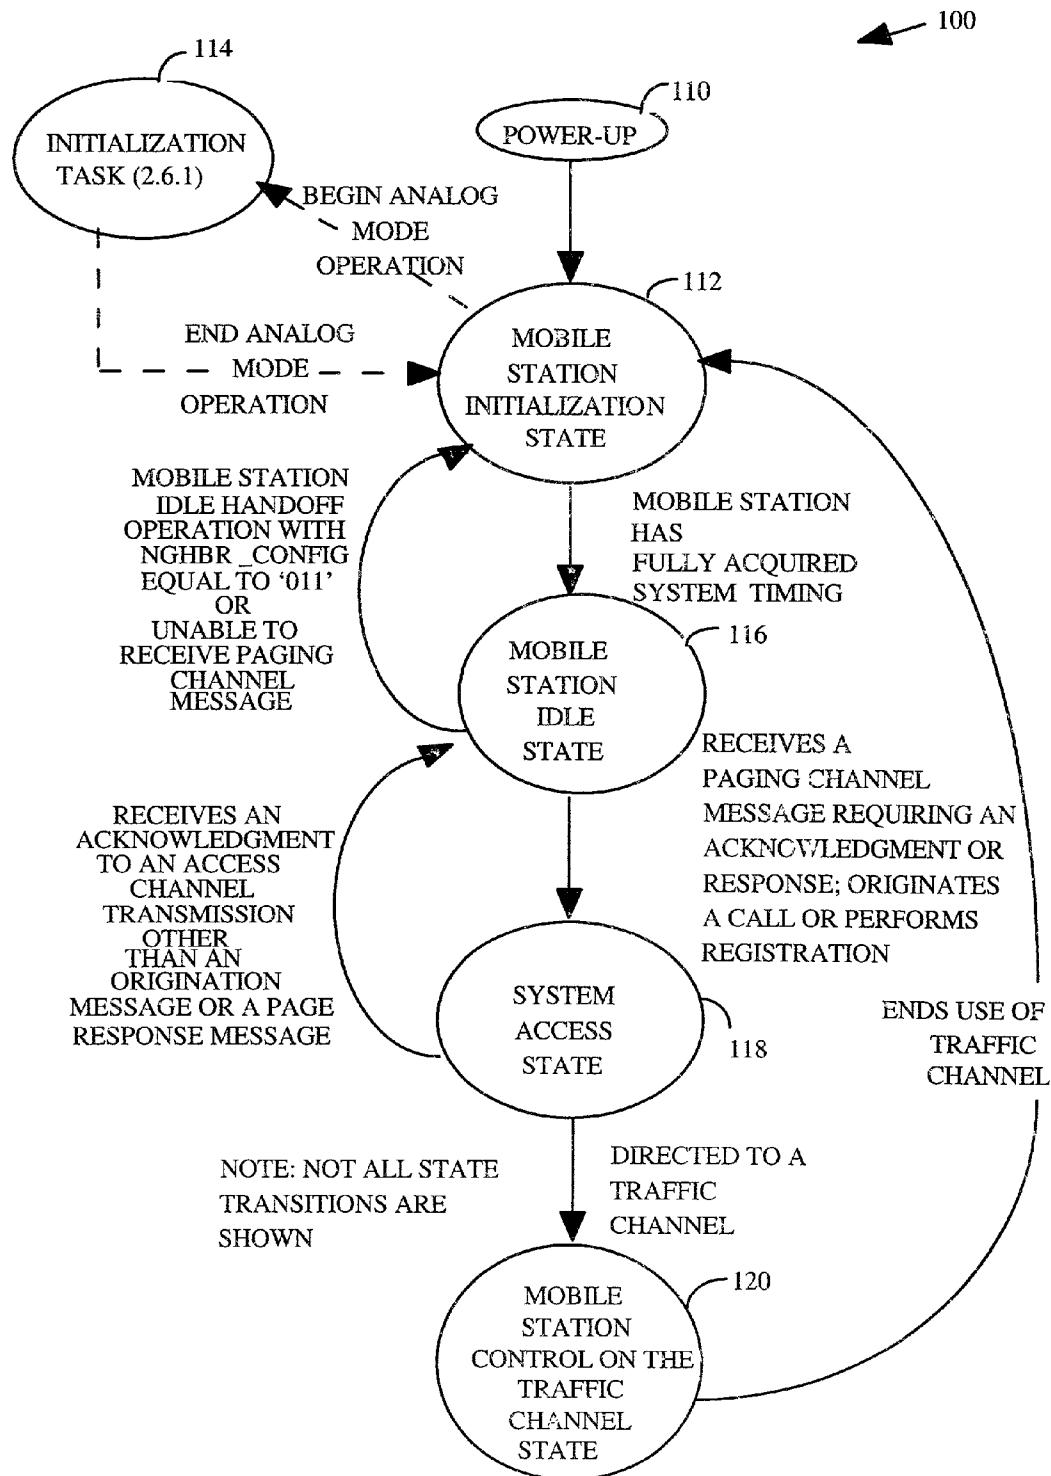 100
114
110
INITIALIZATION
TASK (2.6.1)
POWER-UP
BEGIN ANALOG
MODE
OPERATION
112
MOBILE
STATION
INITIALIZATION
STATE
END ANALOG
MODE
OPERATION
MOBILE STATION
IDLE HANDOFF
OPERATION WITH
NGHBR _CONFIG
EQUAL TO ‘011’
OR
UNABLE TO
RECEIVE PAGING
CHANNEL
MESSAGE
MOBILE STATION
HAS
FULLY ACQUIRED
SYSTEM TIMING
116
MOBILE
STATION
IDLE
STATE
RECEIVES A
PAGING CHANNEL
MESSAGE REQUIRING AN
ACKNOWLEDGMENT OR
RESPONSE; ORIGINATES
A CALL OR PERFORMS
REGISTRATION
RECEIVES AN
ACKNOWLEDGMENT
TO AN ACCESS
CHANNEL
TRANSMISSION
OTHER
THAN AN
ORIGINATION
MESSAGE OR A PAGE
RESPONSE MESSAGE
SYSTEM
ACCESS
STATE
118
ENDS USE OF
TRAFFIC
CHANNEL
NOTE: NOT ALL STATE
TRANSITIONS ARE
SHOWN
DIRECTED TO A
TRAFFIC
CHANNEL
120
MOBILE
STATION
CONTROL ON THE
TRAFFIC
CHANNEL
STATE